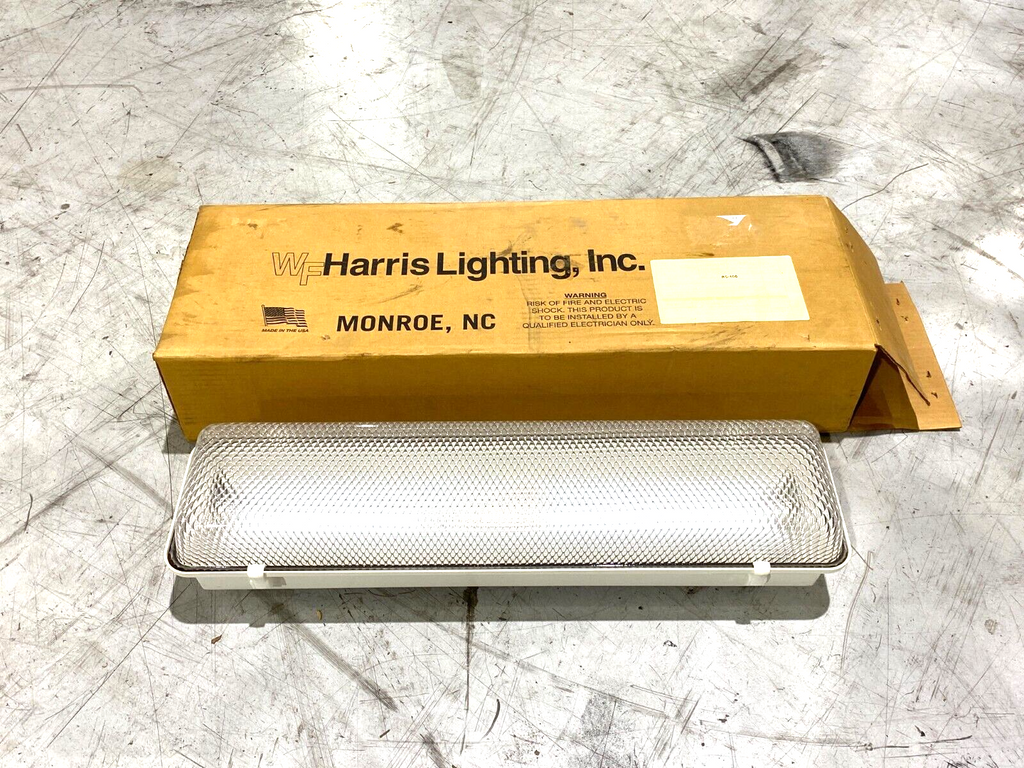 WF Harris Lighting, Inc.
MADE IN THE USA
MONROE, NC
WARNING
RISK OF FIRE AND ELECTRIC
SHOCK. THIS PRODUCT IS
TO BE INSTALLED BY A
QUALIFIED ELECTRICIAN ONLY.